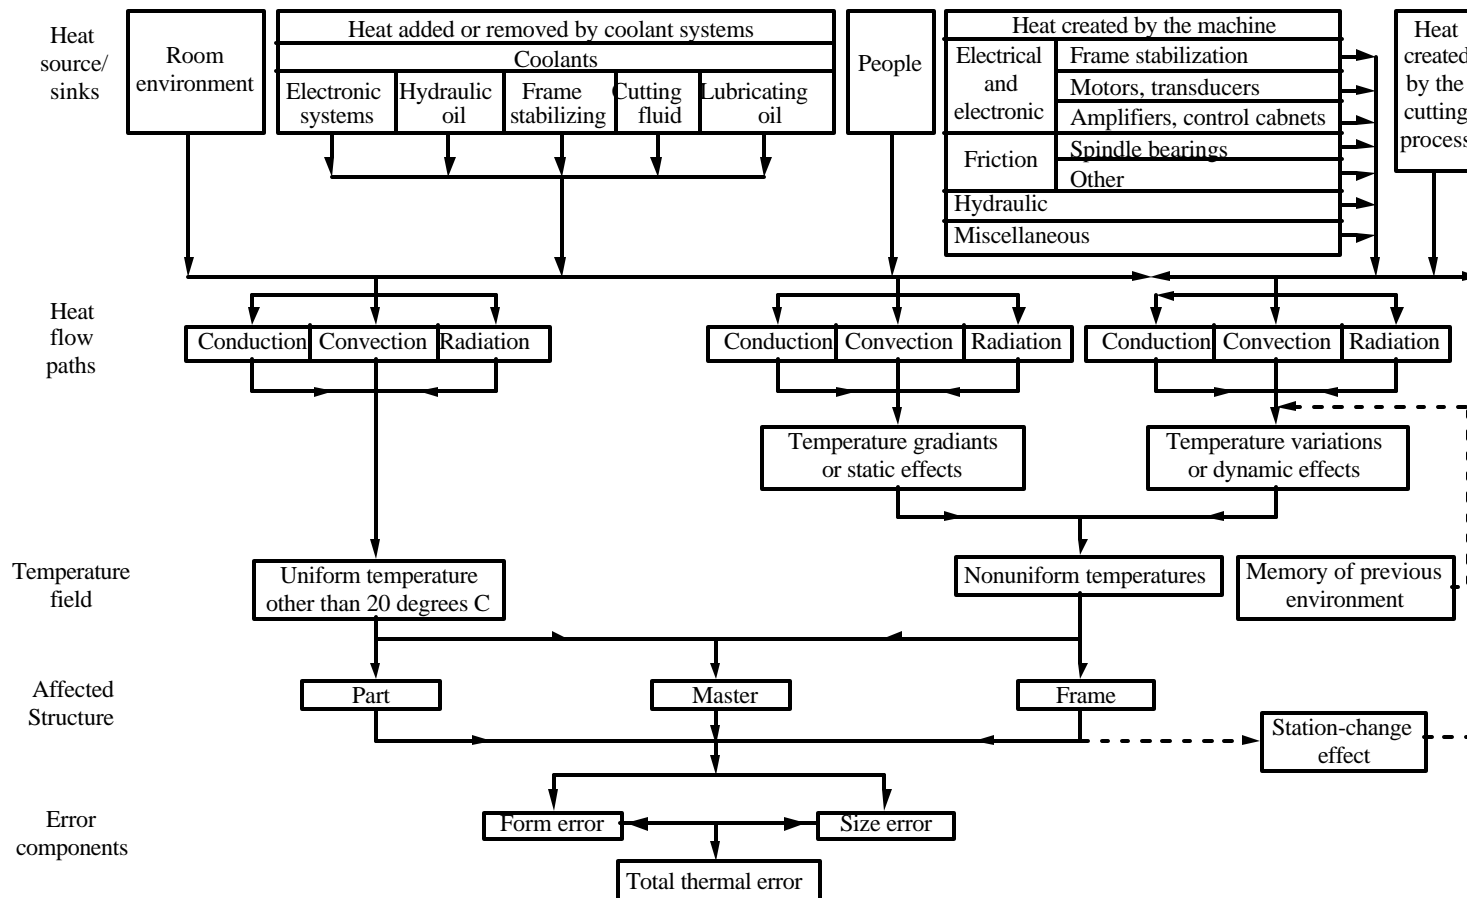 Heat
source/
sinks
Room
environment
Heat added or removed by coolant systems
Coolants
Electronic
systems
Hydraulic
oil
Frame
stabilizing
Cutting
fluid
Lubricating
oil
People
Heat created by the machine
Electrical
and
electronic
Frame stabilization
Motors, transducers
Amplifiers, control cabnets
Friction
Spindle bearings
Other
Hydraulic
Miscellaneous
Heat
created
by the
cutting
process
Heat
flow
paths
Conduction
Convection
Radiation
Conduction
Convection
Radiation
Conduction
Convection
Radiation
Temperature gradiants
or static effects
Temperature variations
or dynamic effects
Temperature
field
Uniform temperature
other than 20 degrees C
Nonuniform temperatures
Memory of previous
environment
Affected
Structure
Part
Master
Frame
Station-change
effect
Error
components
Form error
Size error
Total thermal error